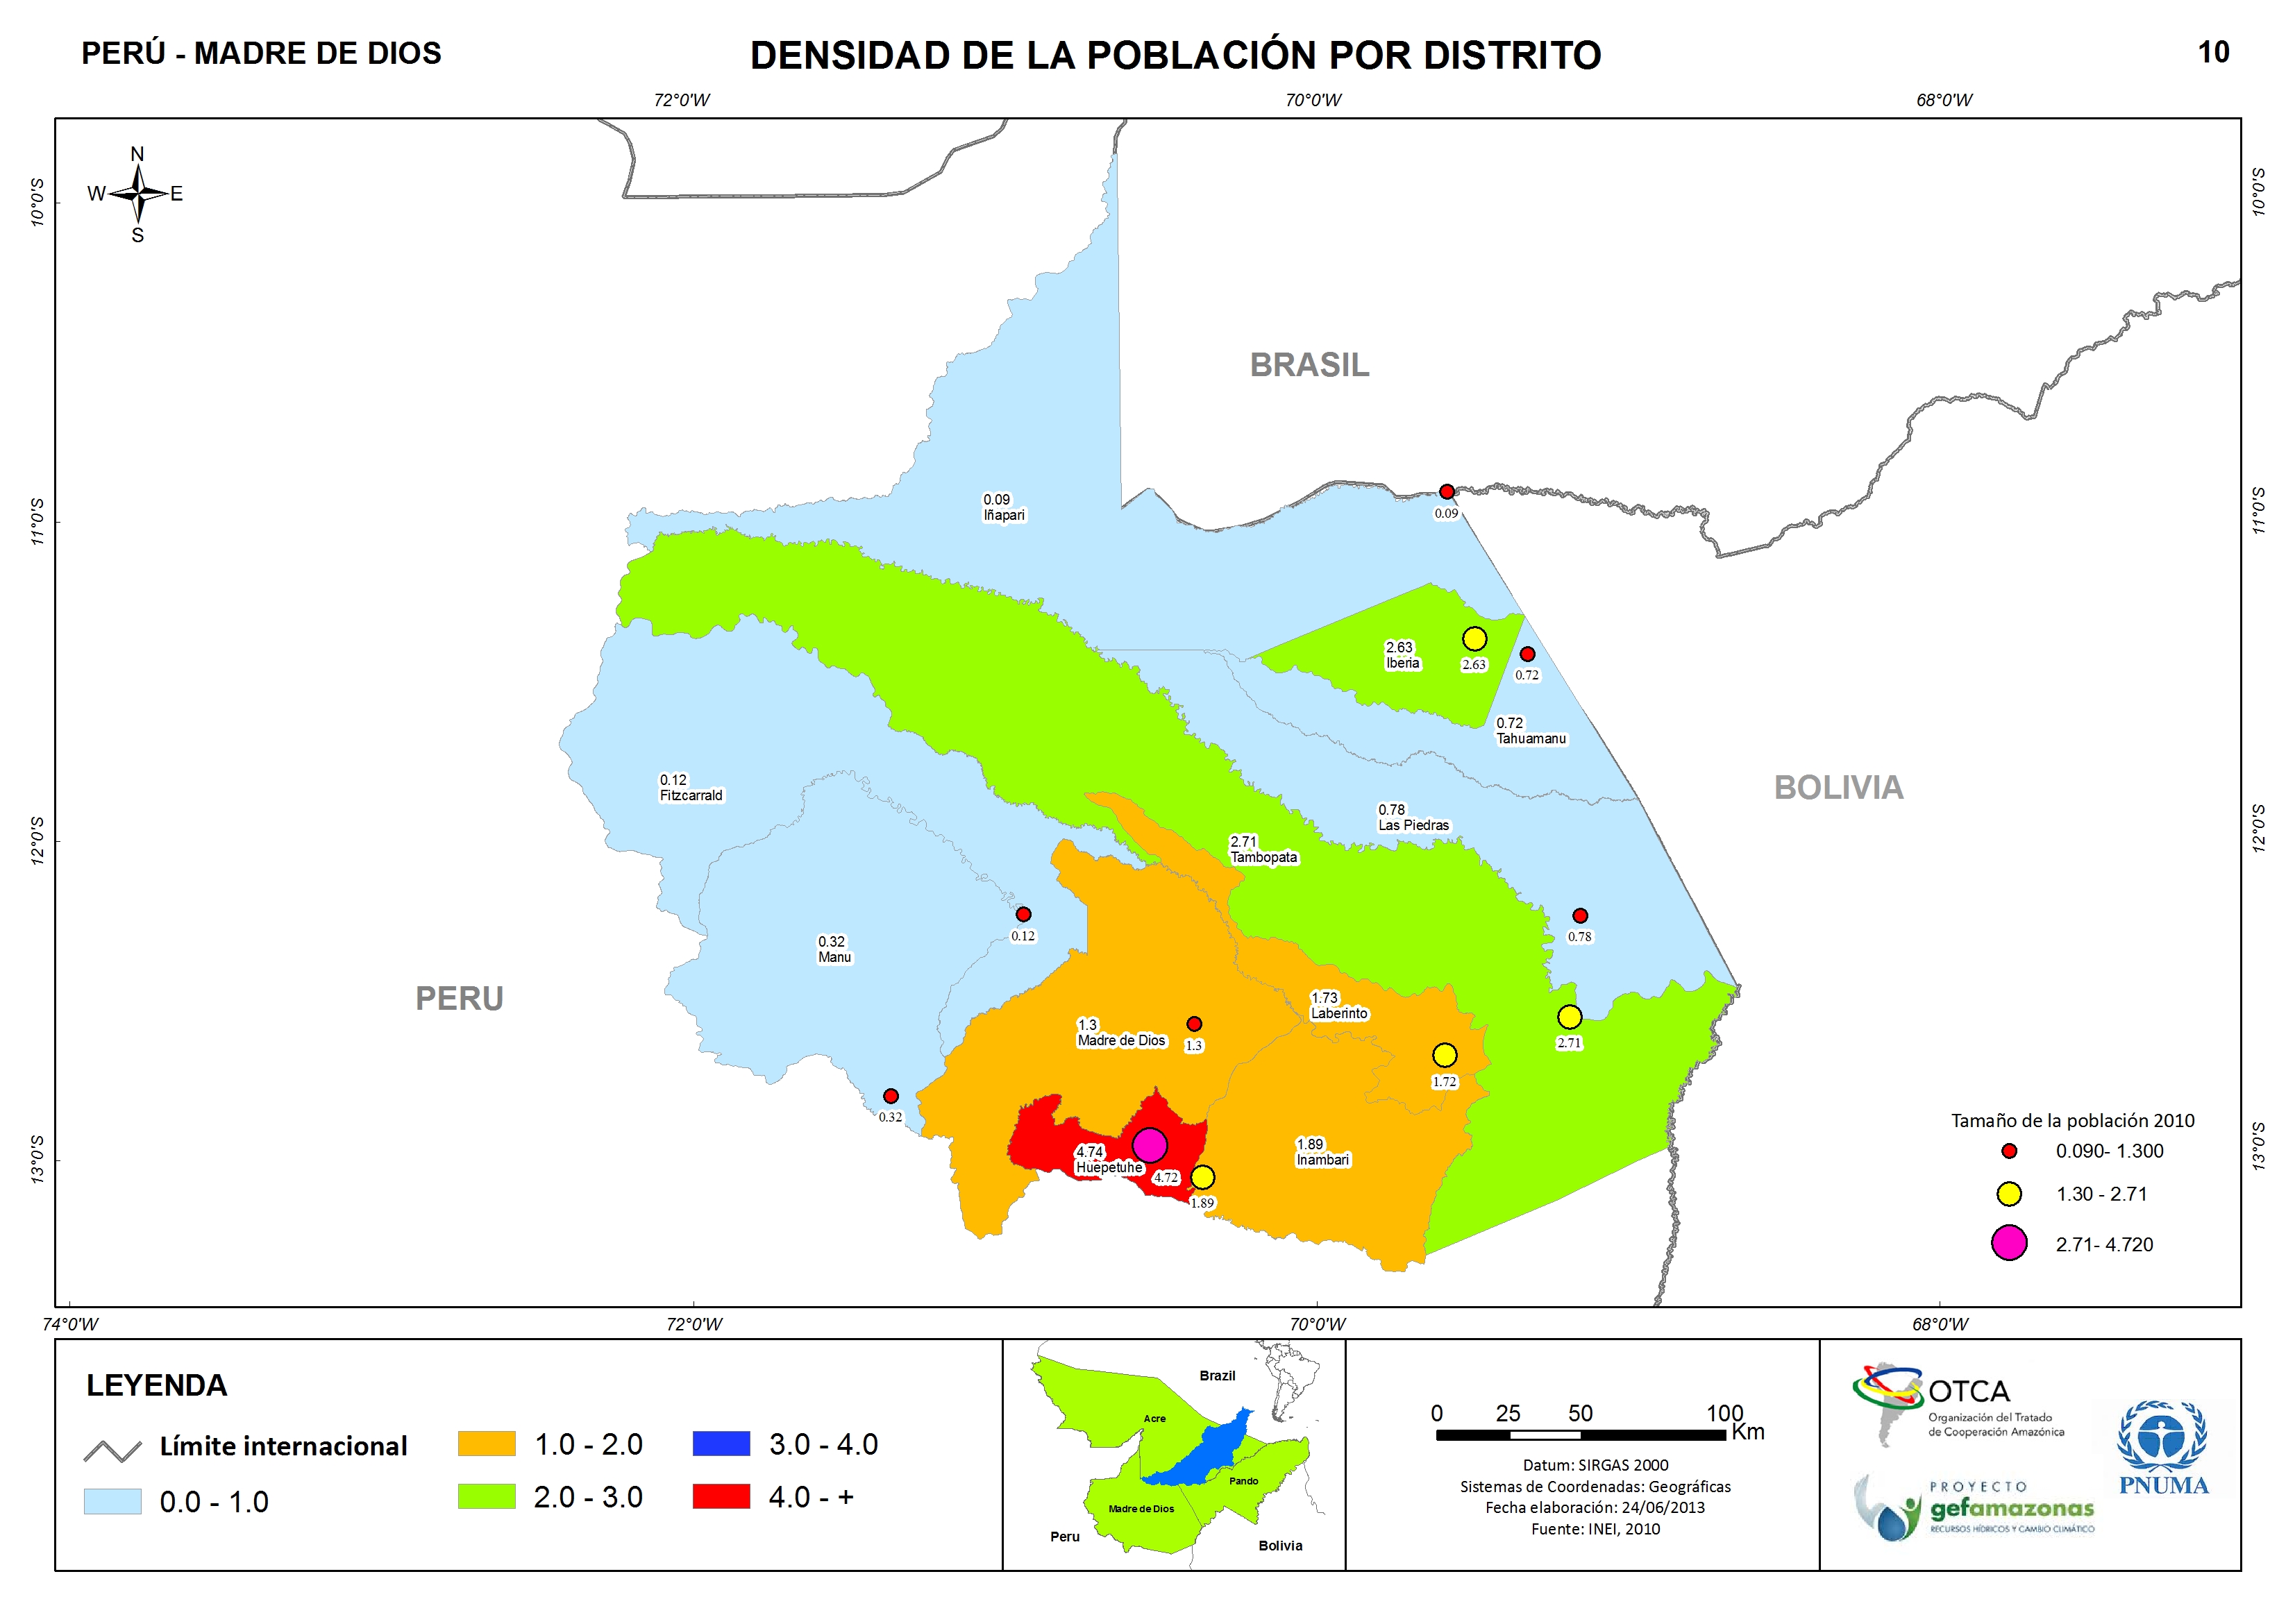 PERÚ - MADRE DE DIOS
DENSIDAD DE LA POBLACIÓN POR DISTRITO
10
72°0'W
70°0'W
68°0'W
10°0'S
10°0'S
N
W
E
S
BRASIL
0.09
Iñapari
0.09
11°0'S
11°0'S
2.63
Iberia
2.63
0.72
0.72
Tahuamanu
0.12
Fitzcarrald
BOLIVIA
0.78
Las Piedras
2.71
Tambopata
12°0'S
12°0'S
0.12
0.78
0.32
Manu
PERU
1.73
Laberinto
1.3
Madre de Dios
1.3
2.71
1.72
0.32
4.74
Huepetuhe
4.72
1.89
Inambari
1.89
13°0'S
13°0'S
Tamaño de la población 2010
0.090- 1.300
1.30 - 2.71
2.71- 4.720
74°0'W
72°0'W
70°0'W
68°0'W
LEYENDA
Límite internacional
0.0 - 1.0
1.0 - 2.0
2.0 - 3.0
3.0 - 4.0
4.0 - +
Brazil
Acre
Pando
Madre de Dios
Peru
Bolivia
0 25 50 100
Km
Datum: SIRGAS 2000
Sistemas de Coordenadas: Geográficas
Fecha elaboración: 24/06/2013
Fuente: INEI, 2010
OTCA
Organización del Tratado
de Cooperación Amazónica
PROYECTO
gefamazonas
RECURSOS HÍDRICOS Y CAMBIO CLIMÁTICO
PNUMA